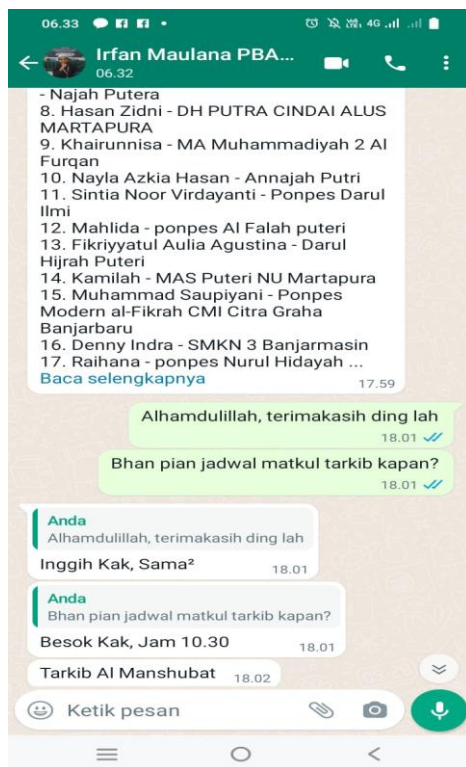 06.33
4G
Irfan Maulana PBA...
06.32
- Najah Putera
8. Hasan Zidni - DH PUTRA CINDAI ALUS
MARTAPURA
9. Khairunnisa - MA Muhammadiyah 2 Al
Furqan
10. Nayla Azkia Hasan - Annajah Putri
11. Sintia Noor Virdayanti - Ponpes Darul
Ilmi
12. Mahlida - ponpes Al Falah puteri
13. Fikriyyatul Aulia Agustina - Darul
Hijrah Puteri
14. Kamilah - MAS Puteri NU Martapura
15. Muhammad Saupiyani - Ponpes
Modern al-Fikrah CMI Citra Graha
Banjarbaru
16. Denny Indra - SMKN 3 Banjarmasin
17. Raihana - ponpes Nurul Hidayah ...
Baca selengkapnya
17.59
Alhamdulillah, terimakasih ding lah
18.01
Bhan pian jadwal matkul tarkib kapan?
18.01
Anda
Alhamdulillah, terimakasih ding lah
Inggih Kak, Sama²
18.01
Anda
Bhan pian jadwal matkul tarkib kapan?
Besok Kak, Jam 10.30
18.01
Tarkib Al Manshubat
18.02
Ketik pesan